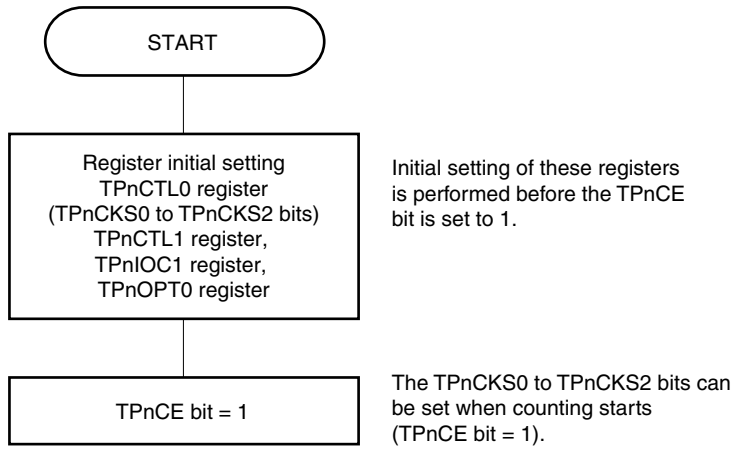 START
Register initial setting
TPnCTL0 register
(TPnCKS0 to TPnCKS2 bits)
TPnCTL1 register,
TPnIOC1 register,
TPnOPT0 register
Initial setting of these registers
is performed before the TPnCE
bit is set to 1.
TPnCE bit = 1
The TPnCKS0 to TPnCKS2 bits can
be set when counting starts
(TPnCE bit = 1).